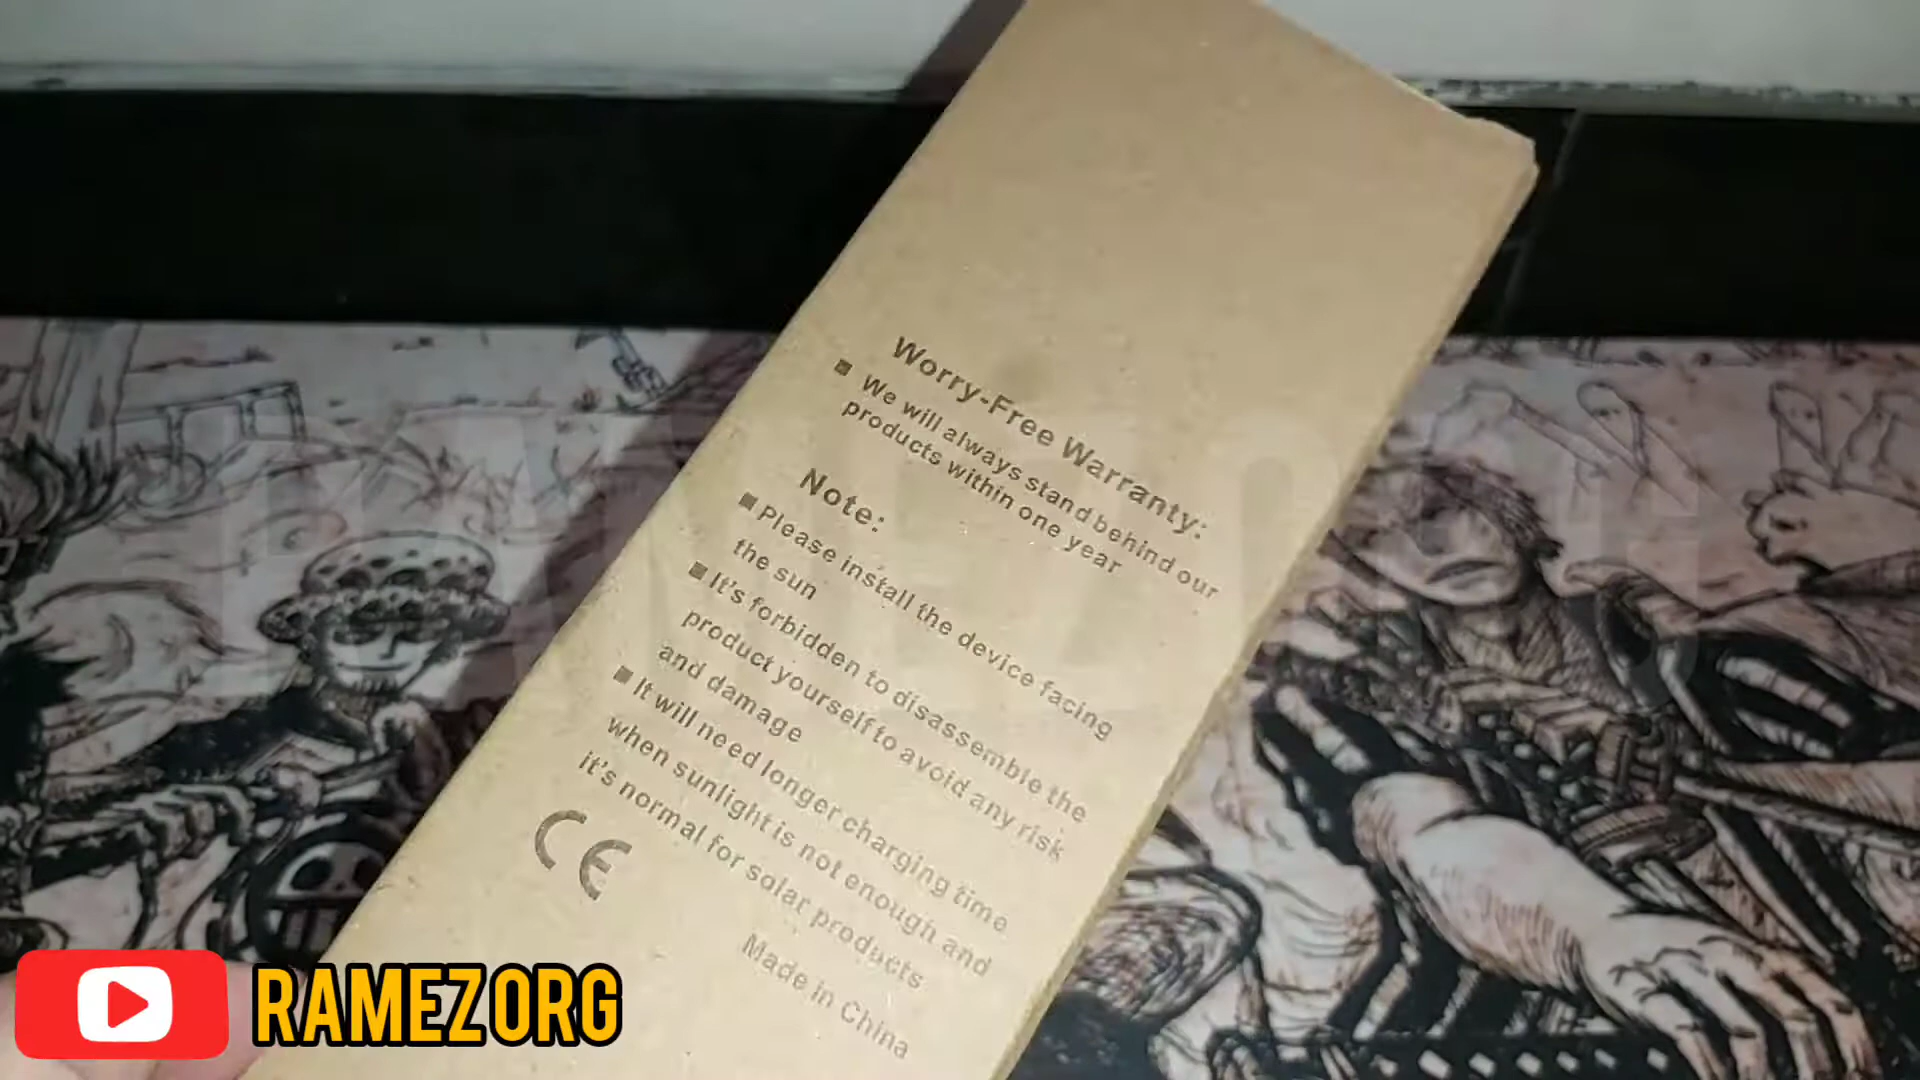 Worry-Free Warranty:
■ We will always stand behind our
products within one year
Note:
■ Please install the device facing
the sun
■ It's forbidden to disassemble the
product yourself to avoid any risk
and damage
■ It will need longer charging time
when sunlight is not enough and
it's normal for solar products
CE
Made in China
RAMEZ ORG
RAMEZ ORG